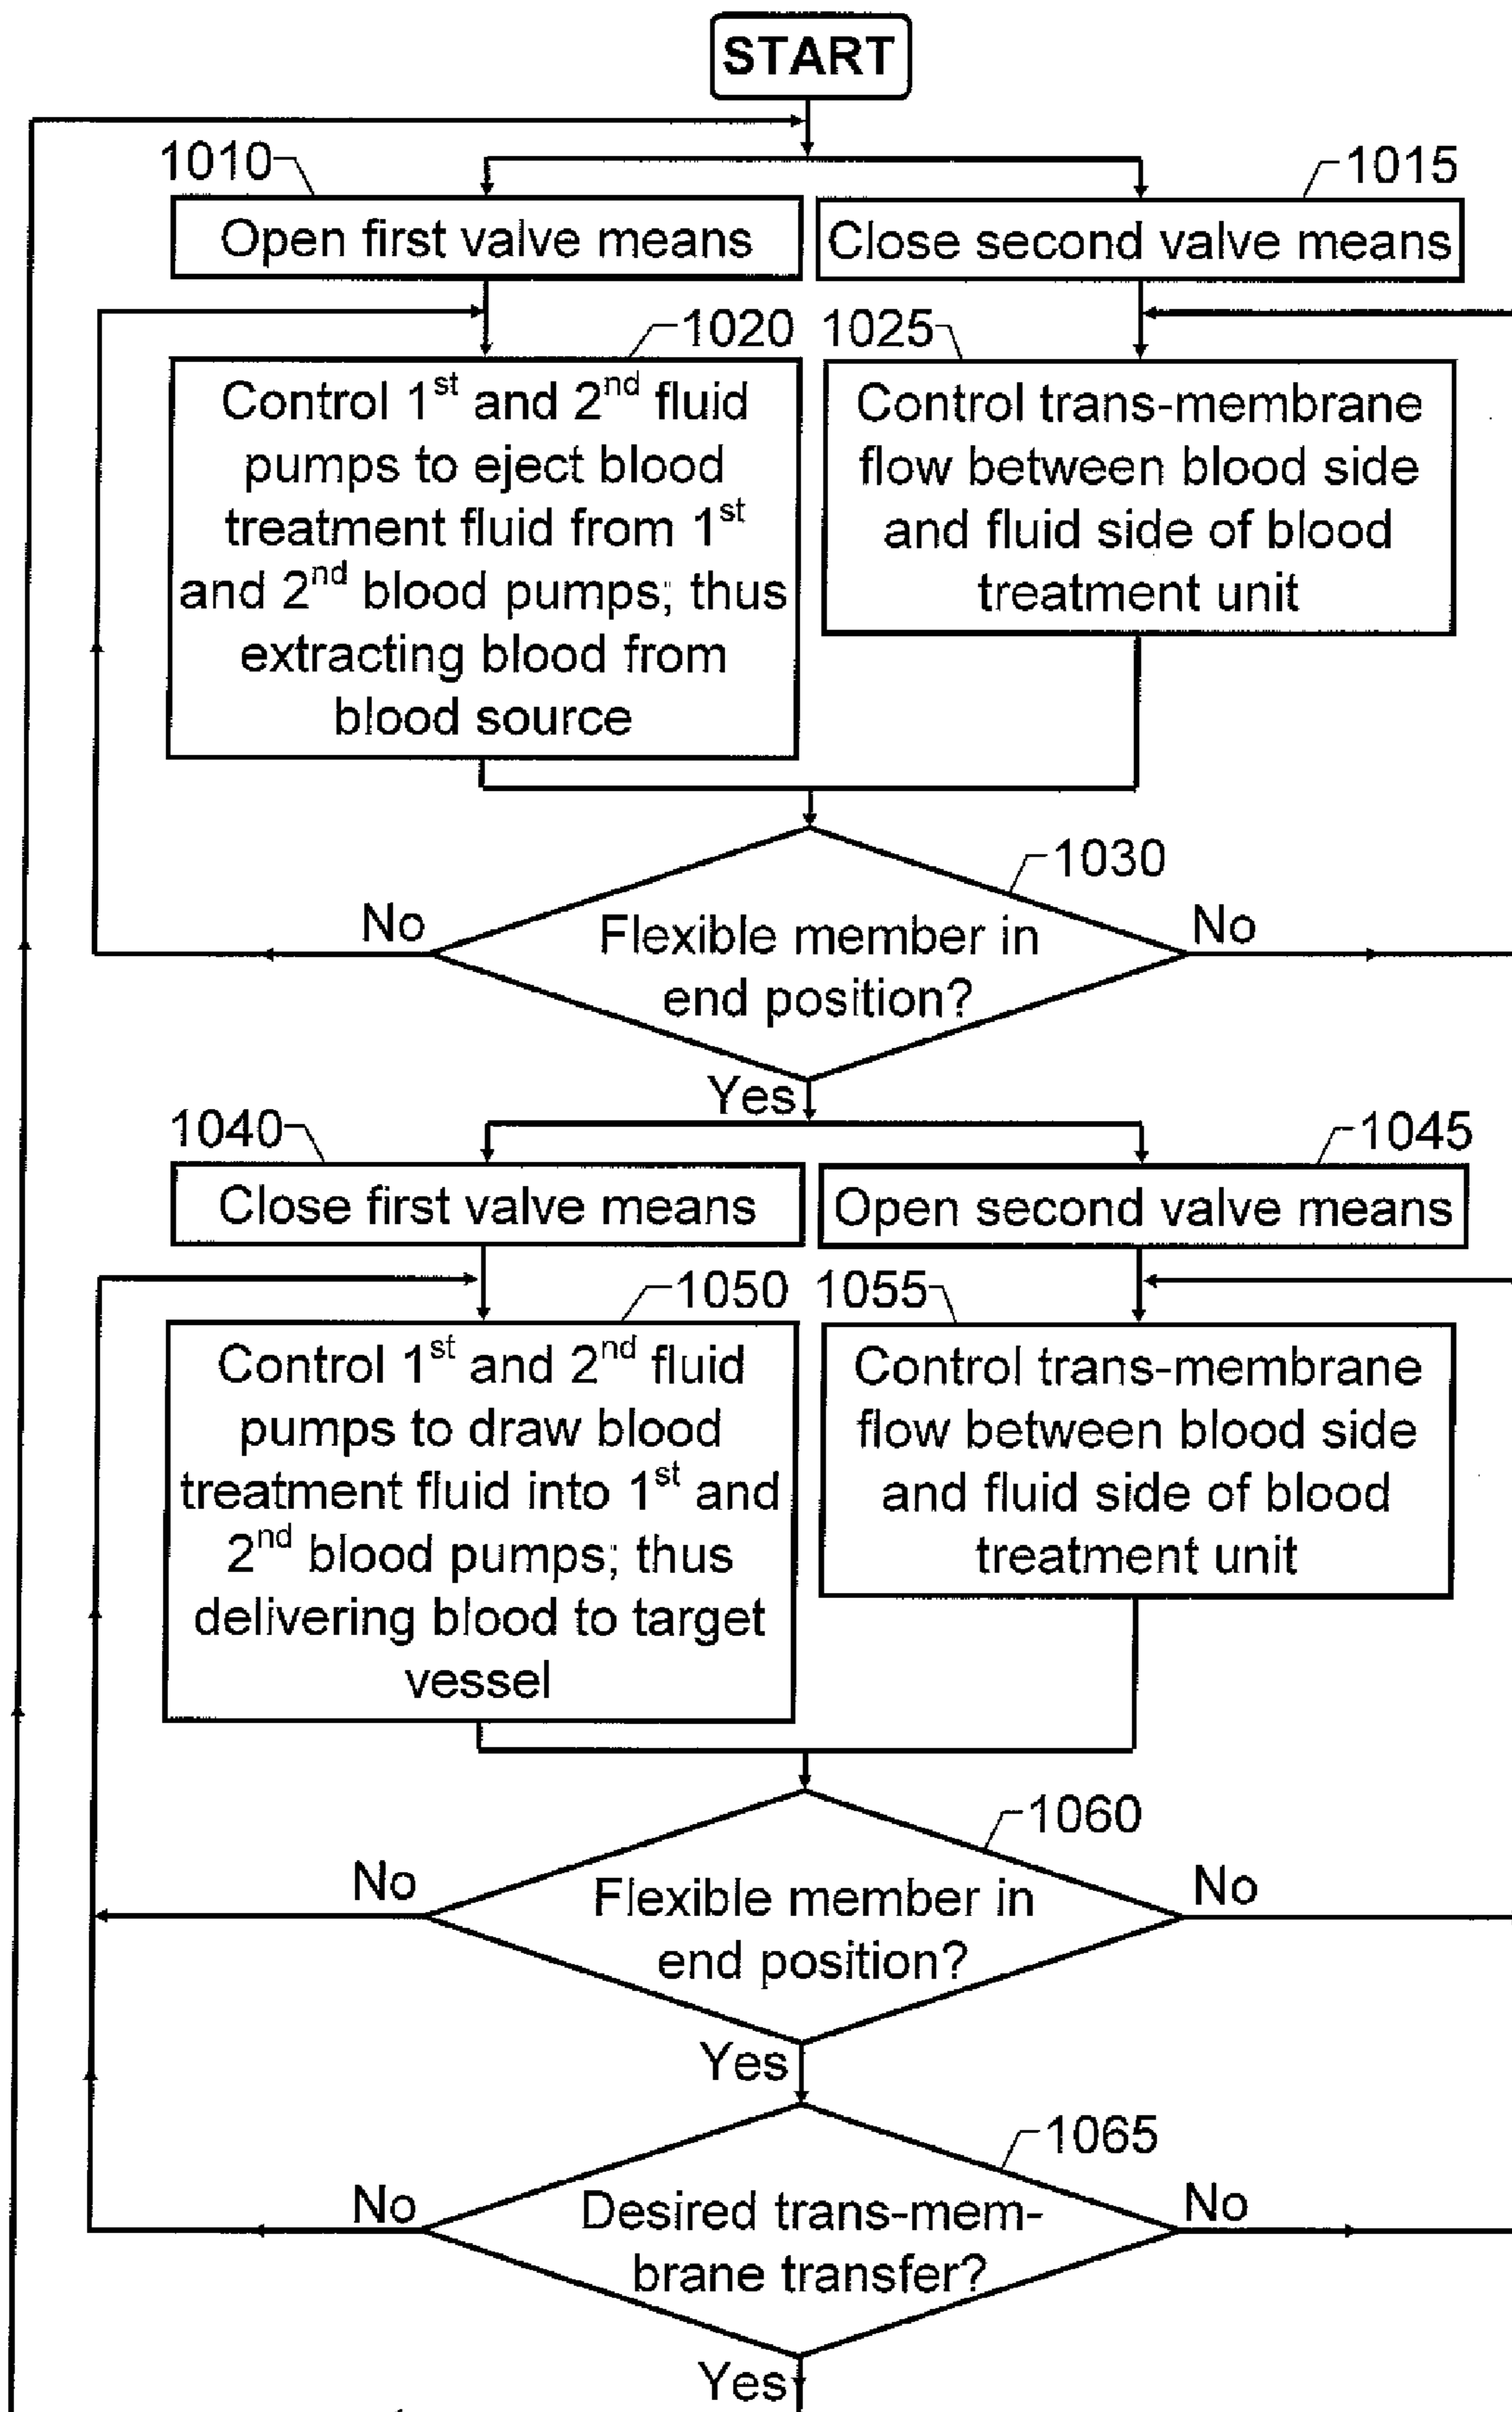 START
1010
1015
Open first valve means
Close second valve means
1020
1025
Control 1st and 2nd fluid
pumps to eject blood
treatment fluid from 1st
and 2nd blood pumps; thus
extracting blood from
blood source
Control trans-membrane
flow between blood side
and fluid side of blood
treatment unit
1030
No
Flexible member in
end position?
No
Yes
1040
1045
Close first valve means
Open second valve means
1050
1055
Control 1st and 2nd fluid
pumps to draw blood
treatment fluid into 1st and
2nd blood pumps; thus
delivering blood to target
vessel
Control trans-membrane
flow between blood side
and fluid side of blood
treatment unit
1060
No
Flexible member in
end position?
No
Yes
1065
No
Desired trans-mem-
brane transfer?
No
Yes